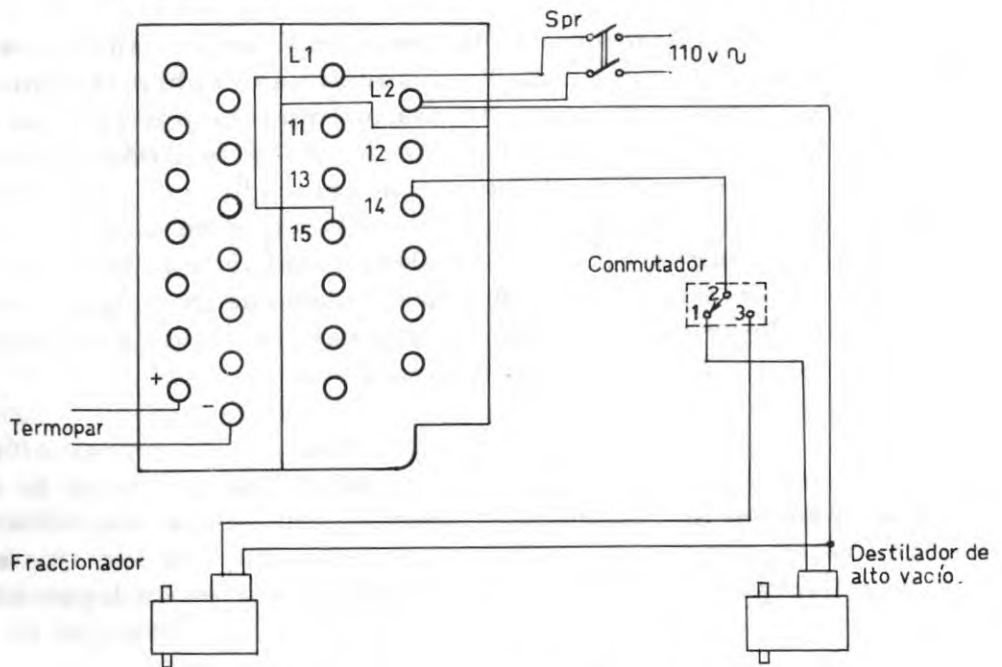 Spr
L1
110 v ∿
L2
11
12
13
14
15
Conmutador
2
1
3
+
-
Termopar
Fraccionador
Destilador de
alto vacío.